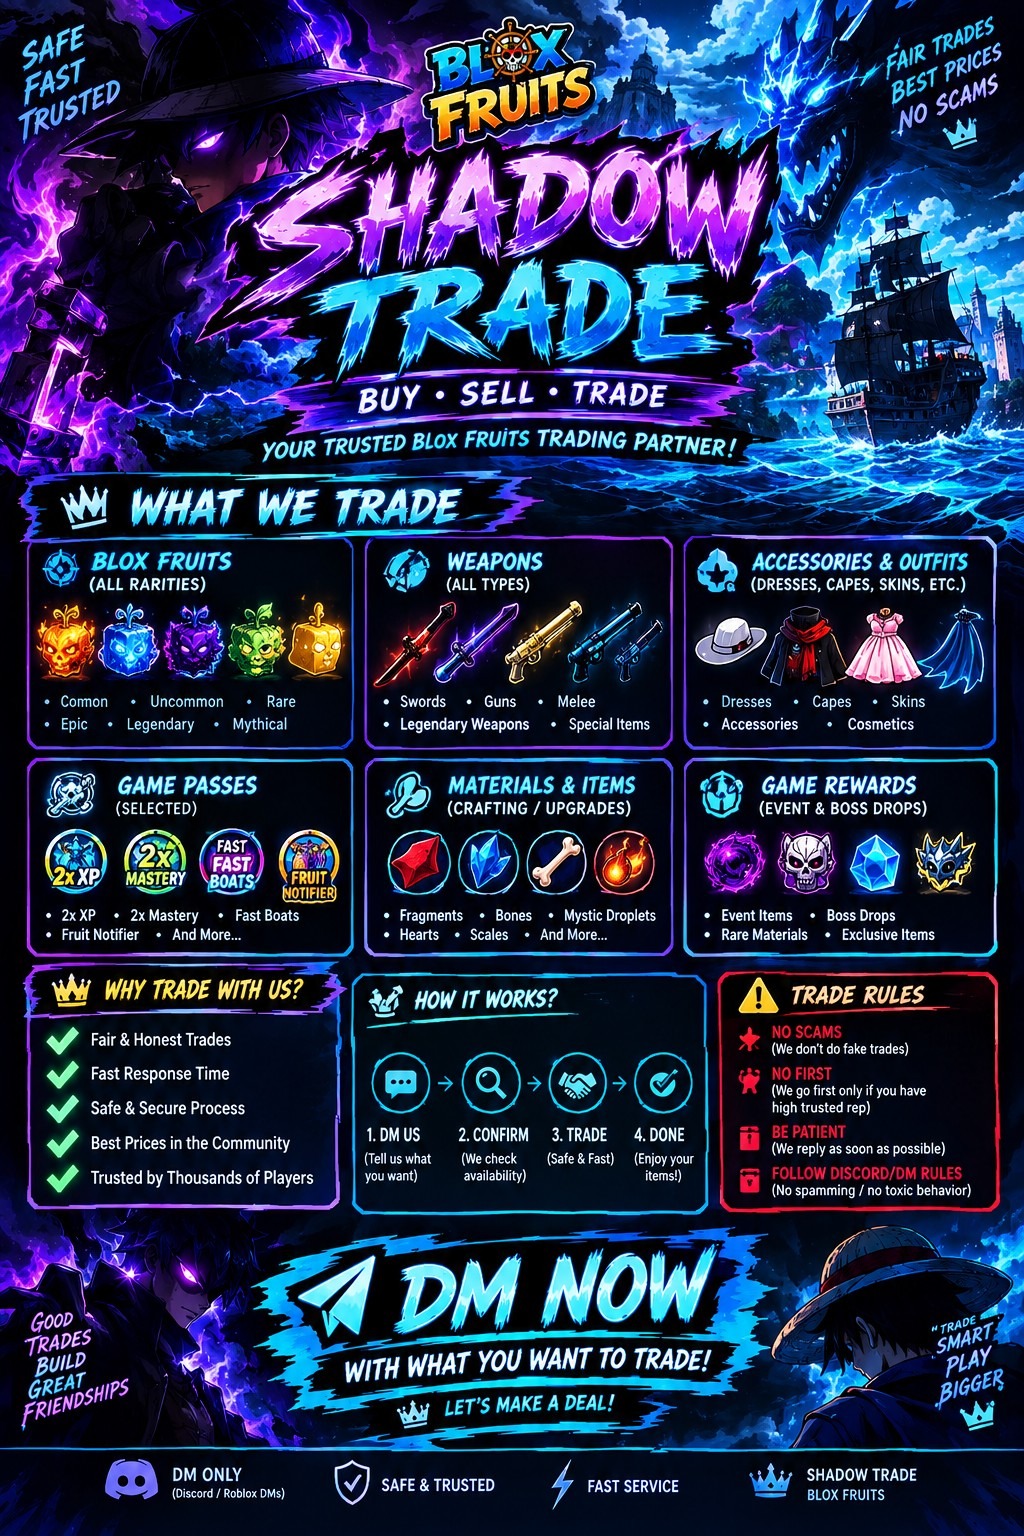 SAFE
FAST
TRUSTED
BLOX
FRUITS
FAIR TRADES
BEST PRICES
NO SCAMS
SHADOW
TRADE
BUY • SELL • TRADE
YOUR TRUSTED BLOX FRUITS TRADING PARTNER!
WHAT WE TRADE
BLOX FRUITS
(ALL RARITIES)
• Comon • Uncommon • Rare
• Epic • Legendary • Mythical
WEAPONS
(ALL TYPES)
• Swords • Guns • Melee
• Legendary Weapons • Special Items
ACCESSORIES & OUTFITS
(DRESSES, CAPES, SKINS, ETC.)
• Dresses • Capes • Skins
• Accessories • Cosmetics
GAME PASSES
(SELECTED)
2x XP
2x
MASTERY
FAST
FAST
BOATS
FRUIT
NOTIFIER
• 2x XP • 2x Mastery • Fast Boats
• Fruit Notifier • And More...
MATERIALS & ITEMS
(CRAFTING / UPGRADES)
• Fragments • Bones • Mystic Droplets
• Hearts • Scales • And More...
GAME REWARDS
(EVENT & BOSS DROPS)
• Event Items • Boss Drops
• Rare Materials • Exclusive Items
WHY TRADE WITH US?
Fair & Honest Trades
Fast Response Time
Safe & Secure Process
Best Prices in the Community
Trusted by Thousands of Players
HOW IT WORKS?
1. DM US
(Tell us what
you want)
2. CONFIRM
(We check
availability)
3. TRADE
(Safe & Fast)
4. DONE
(Enjoy your
items!)
TRADE RULES
NO SCAMS
(We don't do fake trades)
NO FIRST
(We go first only if you have
high trusted rep)
BE PATIENT
(We reply as soon as possible)
FOLLOW DISCORD/DM RULES
(No spamming / no toxic behavior)
GOOD
TRADES
BUILD
GREAT
FRIENDSHIPS
DM NOW
WITH WHAT YOU WANT TO TRADE!
LET'S MAKE A DEAL!
"TRADE
SMART
PLAY
BIGGER
DM ONLY
(Discord / Roblox DMs)
SAFE & TRUSTED
FAST SERVICE
SHADOW TRADE
BLOX FRUITS